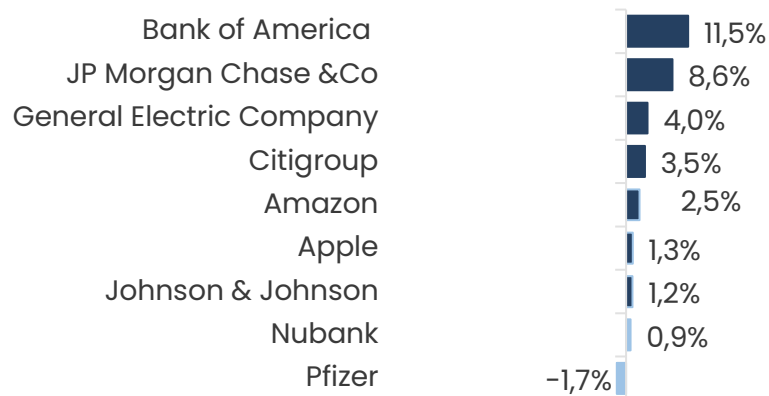 Bank of America 11,5%
JP Morgan Chase &Co 8,6%
General Electric Company 4,0%
Citigroup 3,5%
Amazon 2,5%
Apple 1,3%
Johnson & Johnson 1,2%
Nubank 0,9%
Pfizer -1,7%